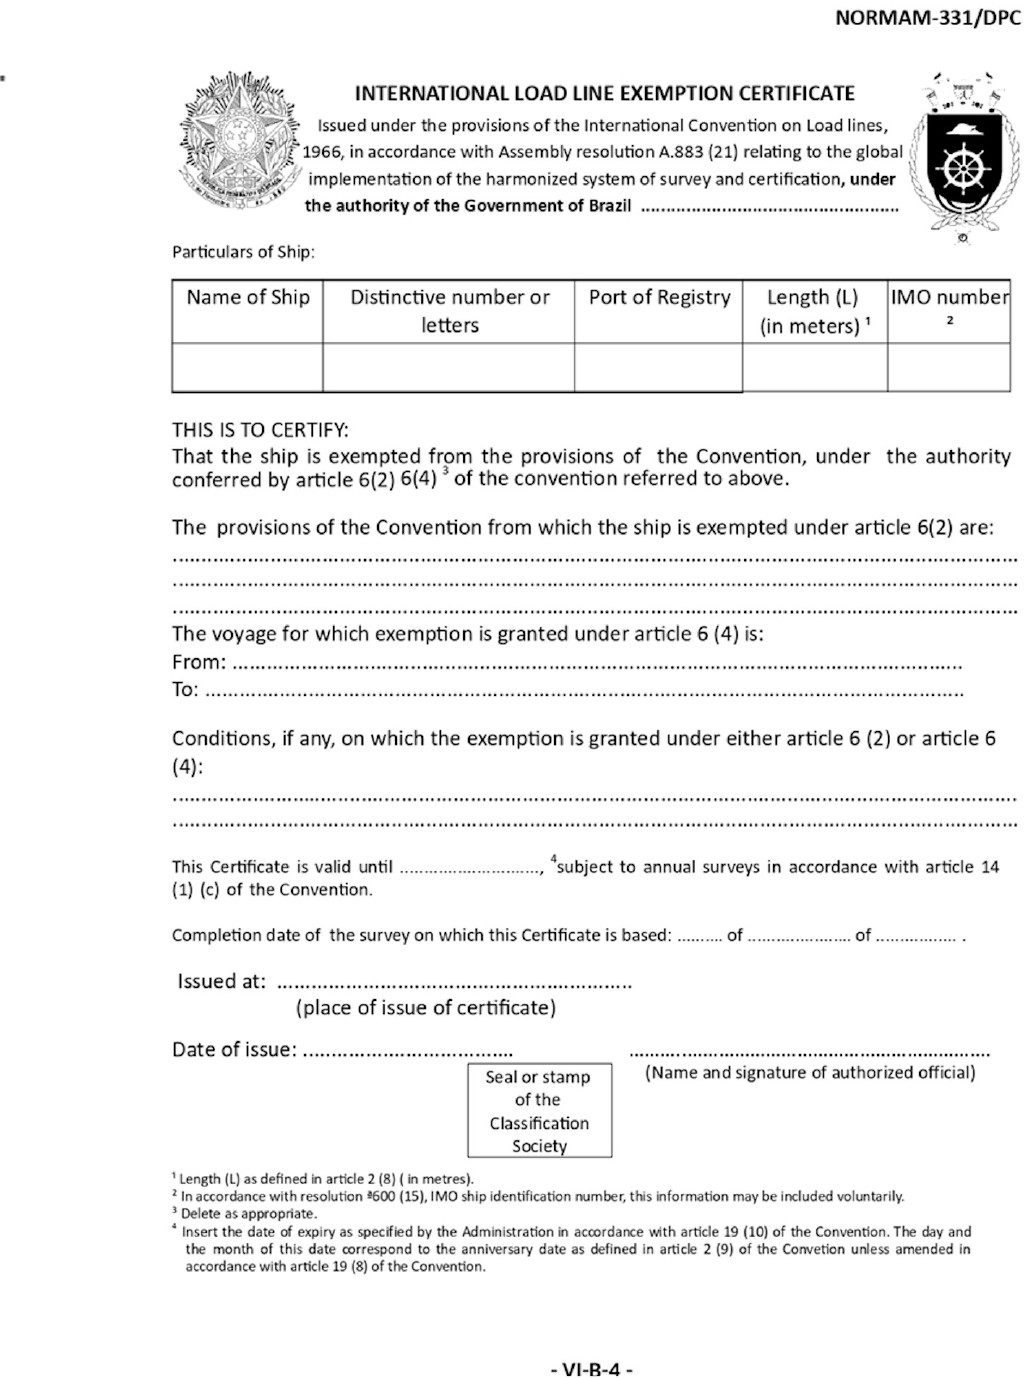 NORMAM-331/DPC
INTERNATIONAL LOAD LINE EXEMPTION CERTIFICATE
Issued under the provisions of the International Convention on Load lines,
1966, in accordance with Assembly resolution A.883 (21) relating to the global
implementation of the harmonized system of survey and certification, under
the authority of the Government of Brazil ....................................................
Particulars of Ship:
Name of Ship Distinctive number or Port of Registry Length (L) IMO number
letters (in meters) ¹ ²
THIS IS TO CERTIFY:
That the ship is exempted from the provisions of the Convention, under the authority
conferred by article 6(2) 6(4) ³ of the convention referred to above.
The provisions of the Convention from which the ship is exempted under article 6(2) are:
....................................................................................................................................................
....................................................................................................................................................
....................................................................................................................................................
The voyage for which exemption is granted under article 6 (4) is:
From: ................................................................................................................................
To: .....................................................................................................................................
Conditions, if any, on which the exemption is granted under either article 6 (2) or article 6
(4):
....................................................................................................................................................
....................................................................................................................................................
This Certificate is valid until ............................., ⁴subject to annual surveys in accordance with article 14
(1) (c) of the Convention.
Completion date of the survey on which this Certificate is based: .......... of ...................... of ................. .
Issued at: ..............................................................
(place of issue of certificate)
Date of issue: ..................................... ...............................................................
Seal or stamp (Name and signature of authorized official)
of the
Classification
Society
¹ Length (L) as defined in article 2 (8) ( in metres).
² In accordance with resolution ª600 (15), IMO ship identification number, this information may be included voluntarily.
³ Delete as appropriate.
⁴ Insert the date of expiry as specified by the Administration in accordance with article 19 (10) of the Convention. The day and
the month of this date correspond to the anniversary date as defined in article 2 (9) of the Convetion unless amended in
accordance with article 19 (8) of the Convention.
- VI-B-4 -